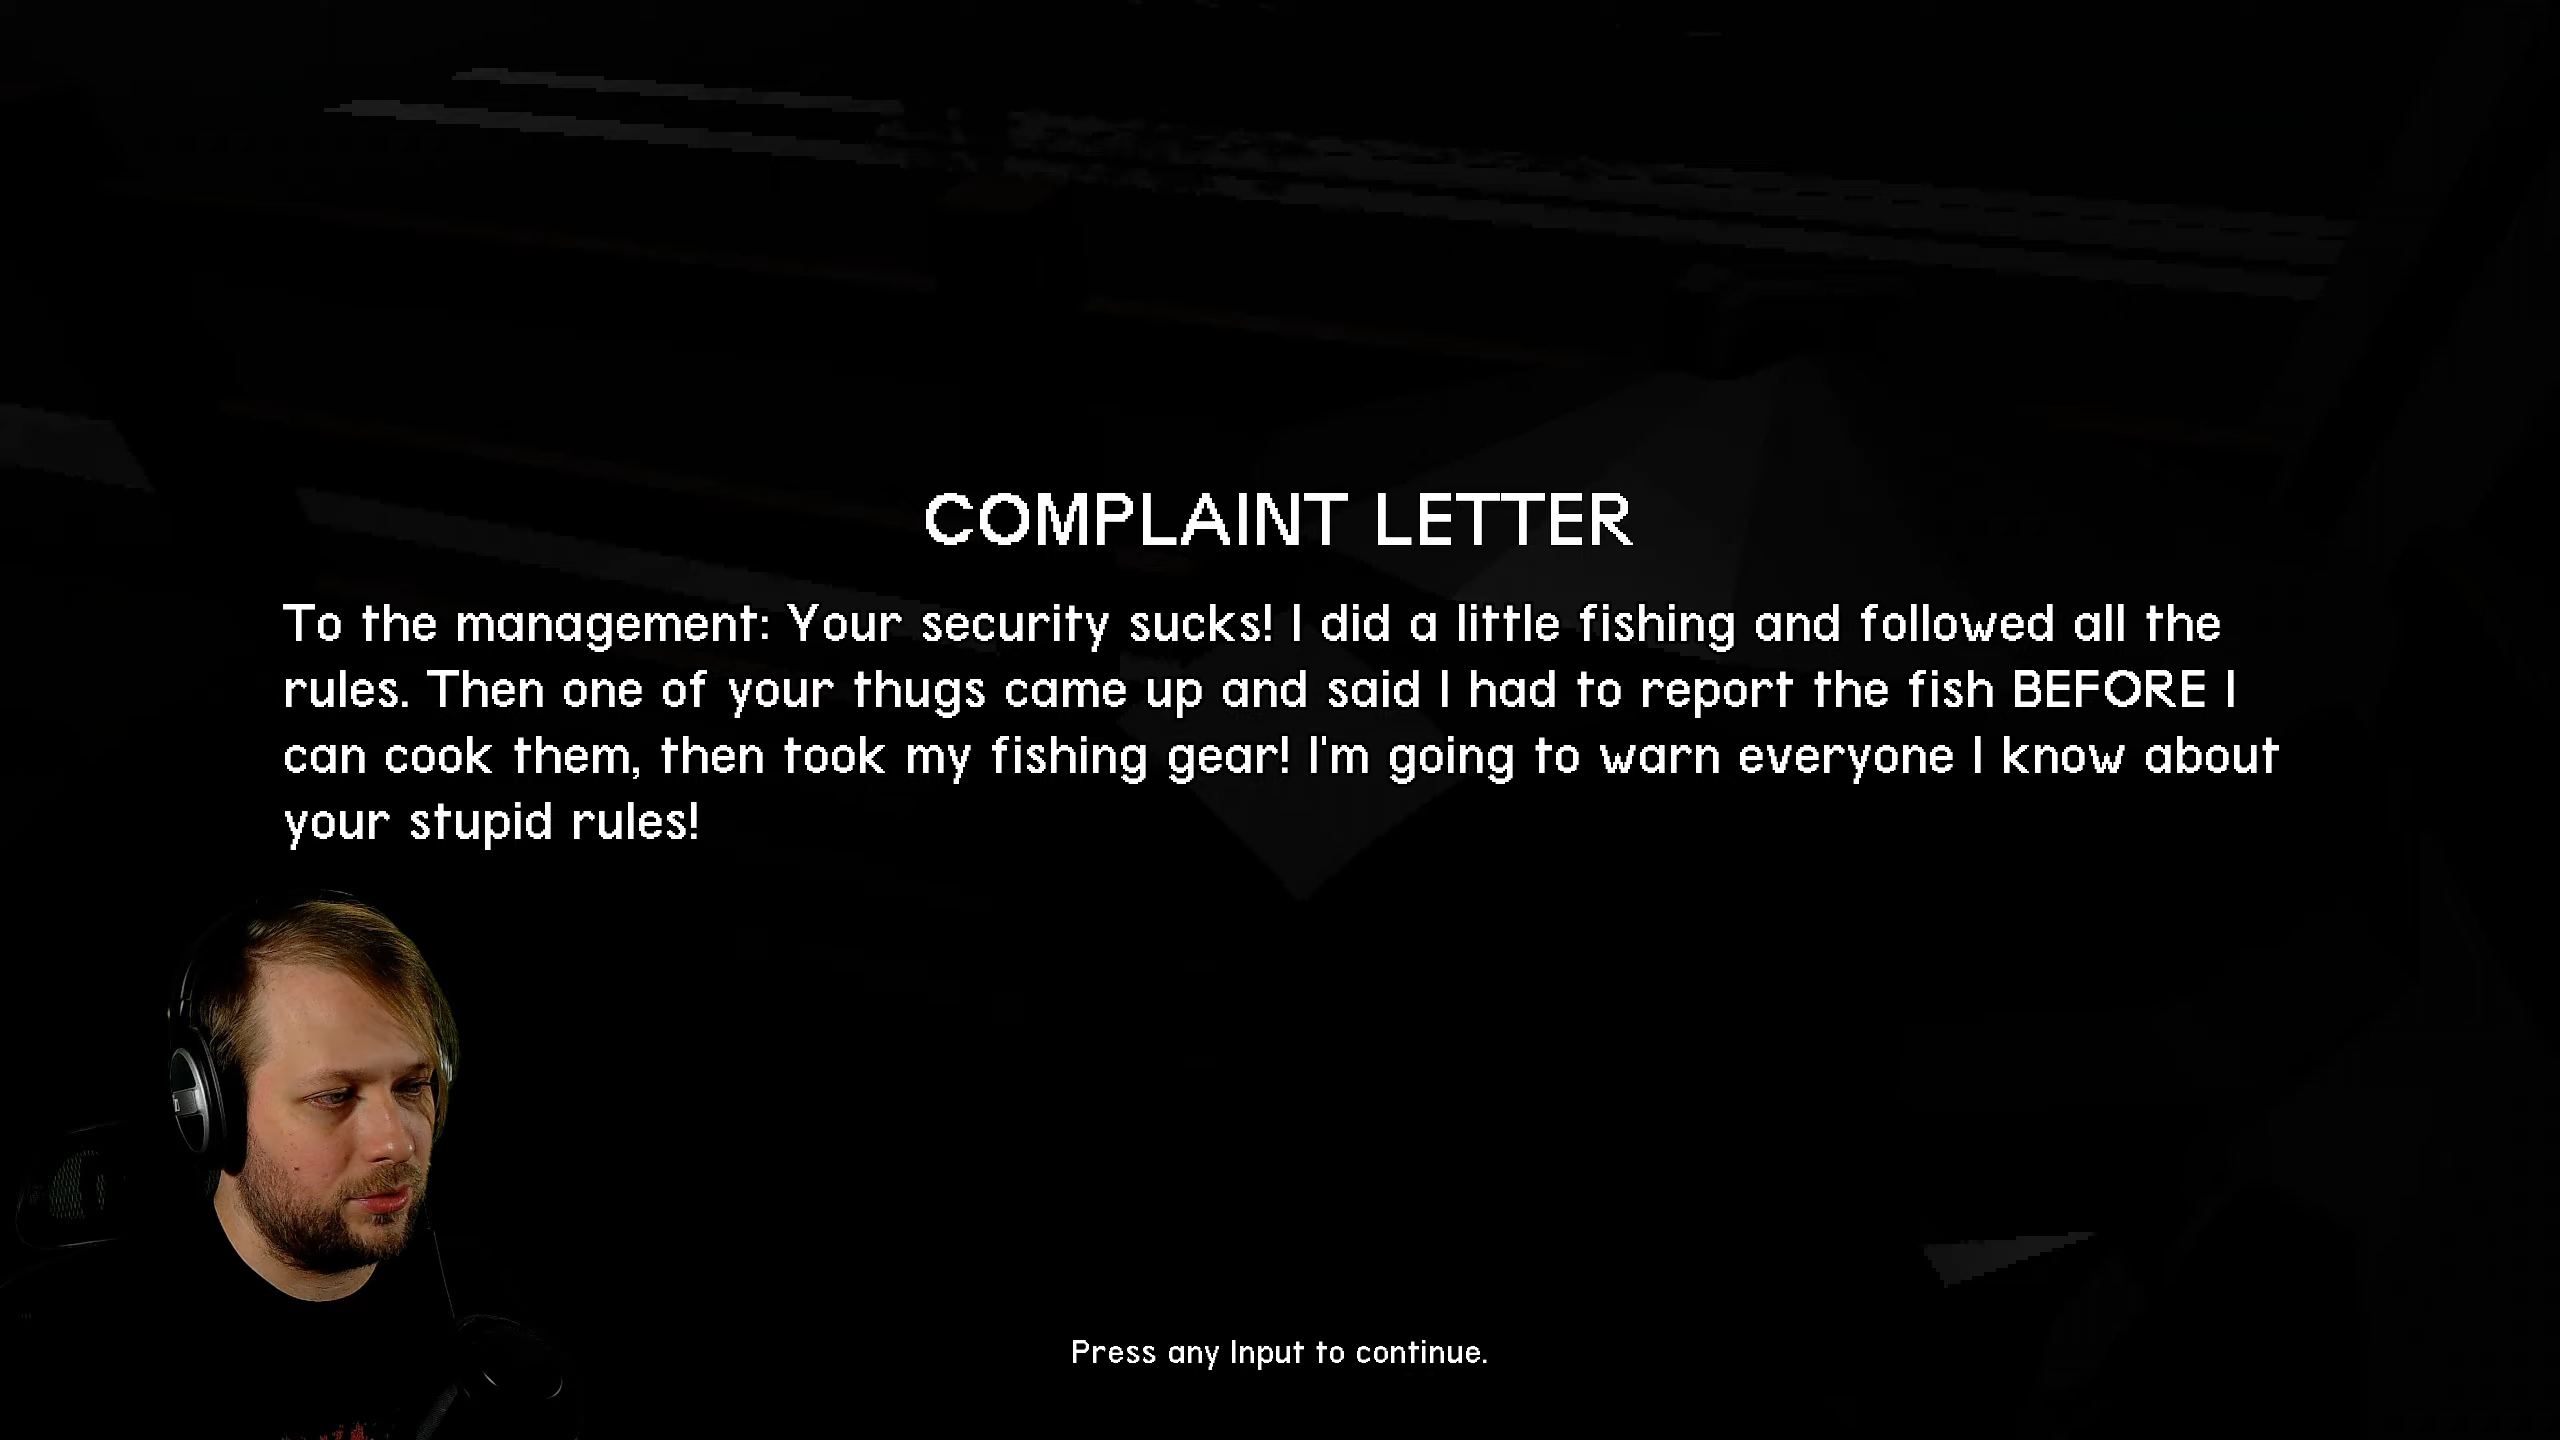 COMPLAINT LETTER
To the management: Your security sucks! I did a little fishing and followed all the
rules. Then one of your thugs came up and said I had to report the fish BEFORE I
can cook them, then took my fishing gear! I'm going to warn everyone I know about
your stupid rules!
Press any Input to continue.